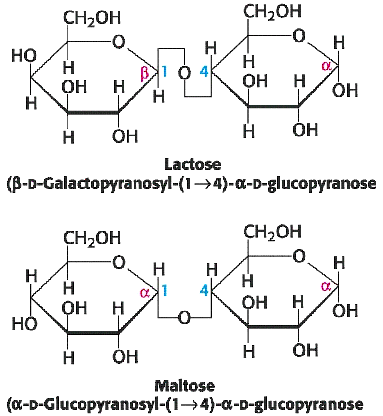 CH₂OH CH₂OH
O H O H
HO H β 1 O 4 H α
OH H OH H
H H OH
H OH H OH
Lactose
(β-D-Galactopyranosyl-(1→4)-α-D-glucopyranose
CH₂OH CH₂OH
O O
H H H H H H
α 1 4 α
OH H OH H
HO O OH
H OH H OH
Maltose
(α-D-Glucopyranosyl-(1→4)-α-D-glucopyranose